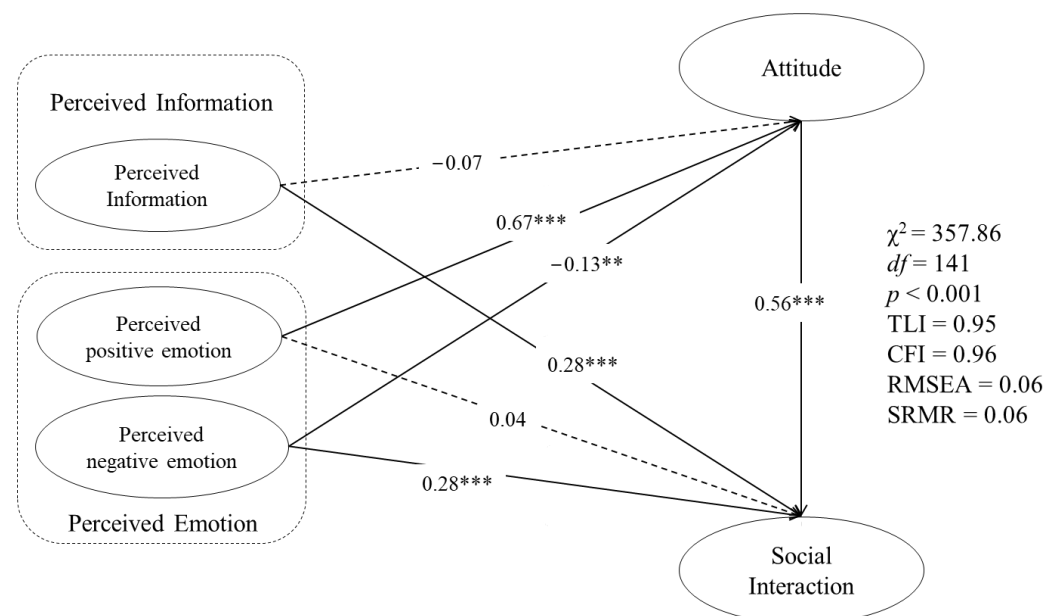 Attitude
Perceived Information
Perceived
Information
−0.07
0.67***
−0.13**
χ² = 357.86
df = 141
p < 0.001
TLI = 0.95
CFI = 0.96
RMSEA = 0.06
SRMR = 0.06
0.56***
Perceived
positive emotion
0.28***
0.04
Perceived
negative emotion
0.28***
Perceived Emotion
Social
Interaction